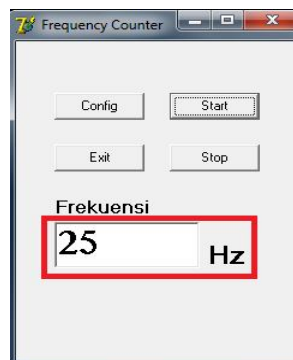 Frequency Counter
Config Start
Exit Stop
Frekuensi
25 Hz